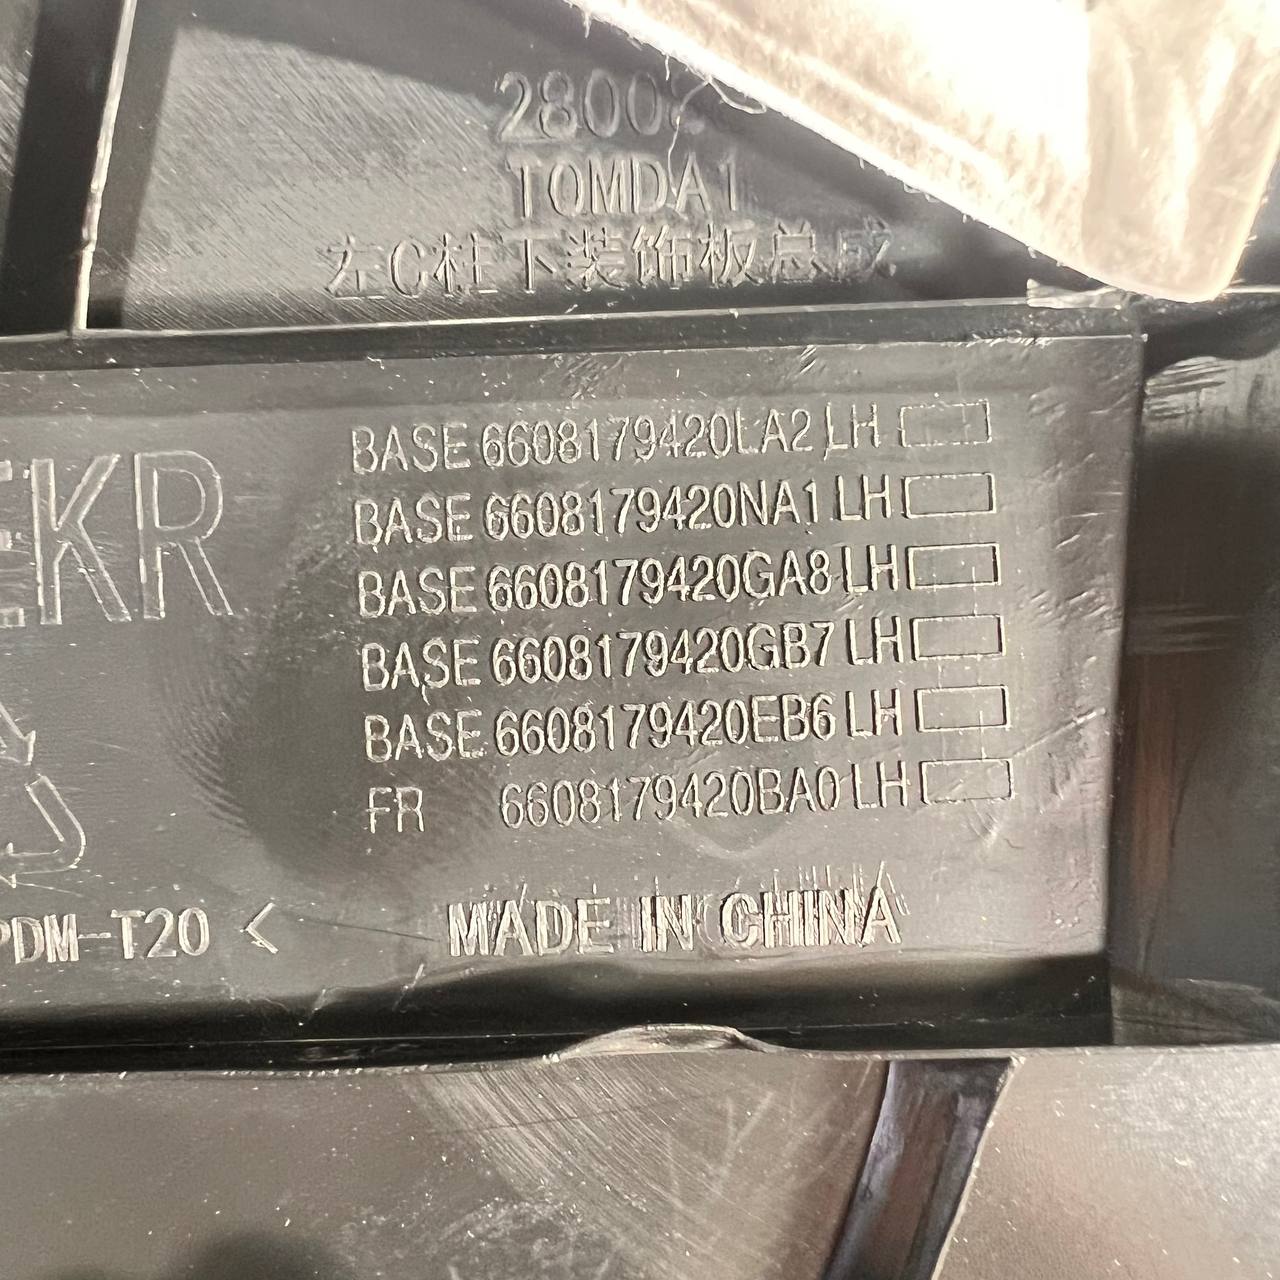 28002
TOMDA1
左C柱下装饰板总成
EKR
BASE 6608179420LA2 LH
BASE 6608179420NA1 LH
BASE 6608179420GA8 LH
BASE 6608179420GB7 LH
BASE 6608179420EB6 LH
FR 6608179420BA0 LH
PDM-T20 <
MADE IN CHINA